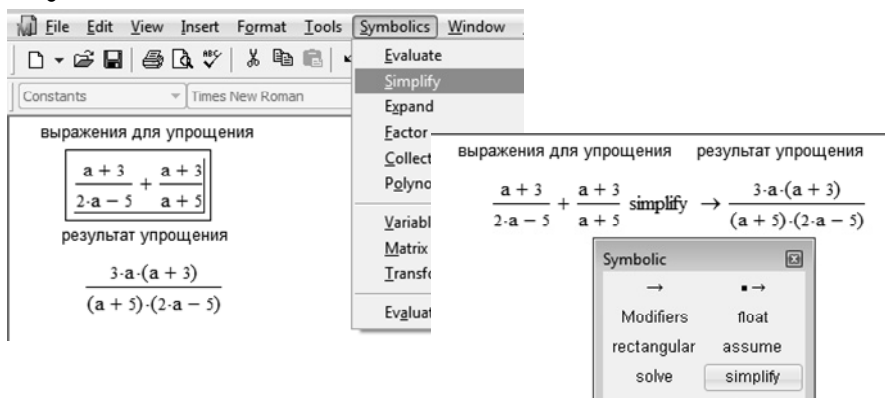 File Edit View Insert Format Tools Symbolics Window
Constants Times New Roman
Evaluate
Simplify
Expand
Factor
Collect
Polyno
Variabl
Matrix
Transfo
Evaluat
выражения для упрощения
a + 3 / 2·a − 5 + a + 3 / a + 5
результат упрощения
3·a·(a + 3) / (a + 5)·(2·a − 5)
выражения для упрощения результат упрощения
a + 3 / 2·a − 5 + a + 3 / a + 5 simplify → 3·a·(a + 3) / (a + 5)·(2·a − 5)
Symbolic
→ ▪→
Modifiers float
rectangular assume
solve simplify